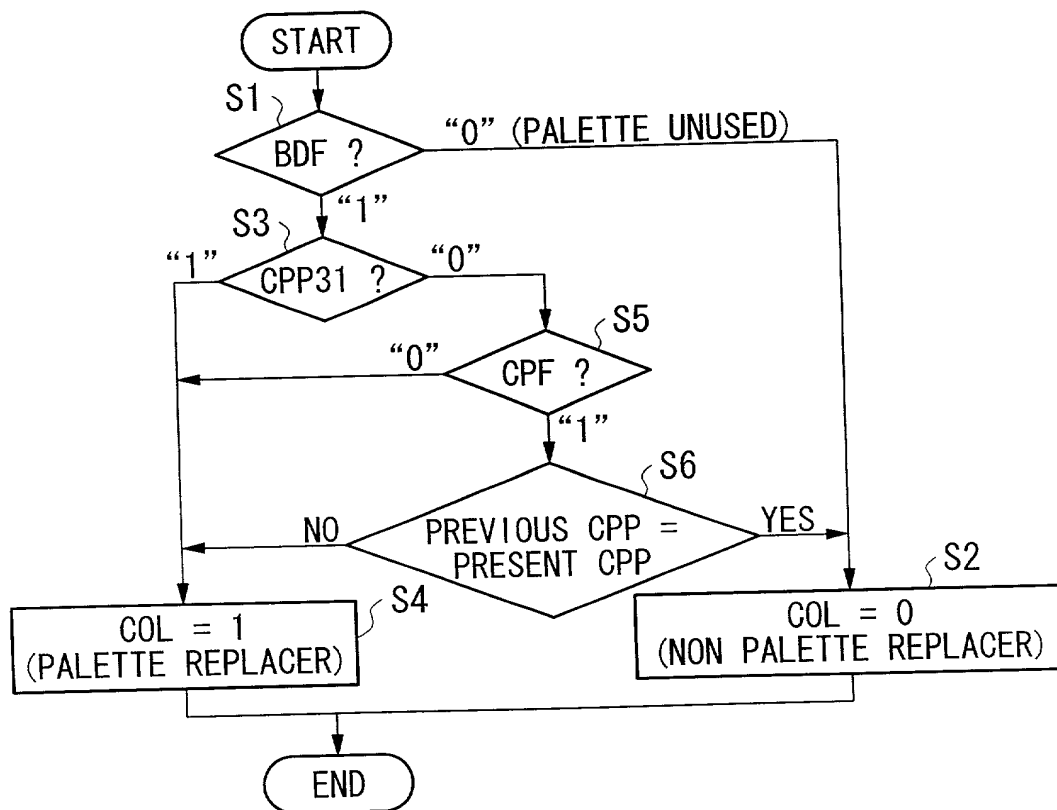 START
S1
BDF ?
“0” (PALETTE UNUSED)
“1”
S3
“1”
CPP31 ?
“0”
S5
“0”
CPF ?
“1”
S6
NO
PREVIOUS CPP =
PRESENT CPP
YES
S4
COL = 1
(PALETTE REPLACER)
S2
COL = 0
(NON PALETTE REPLACER)
END